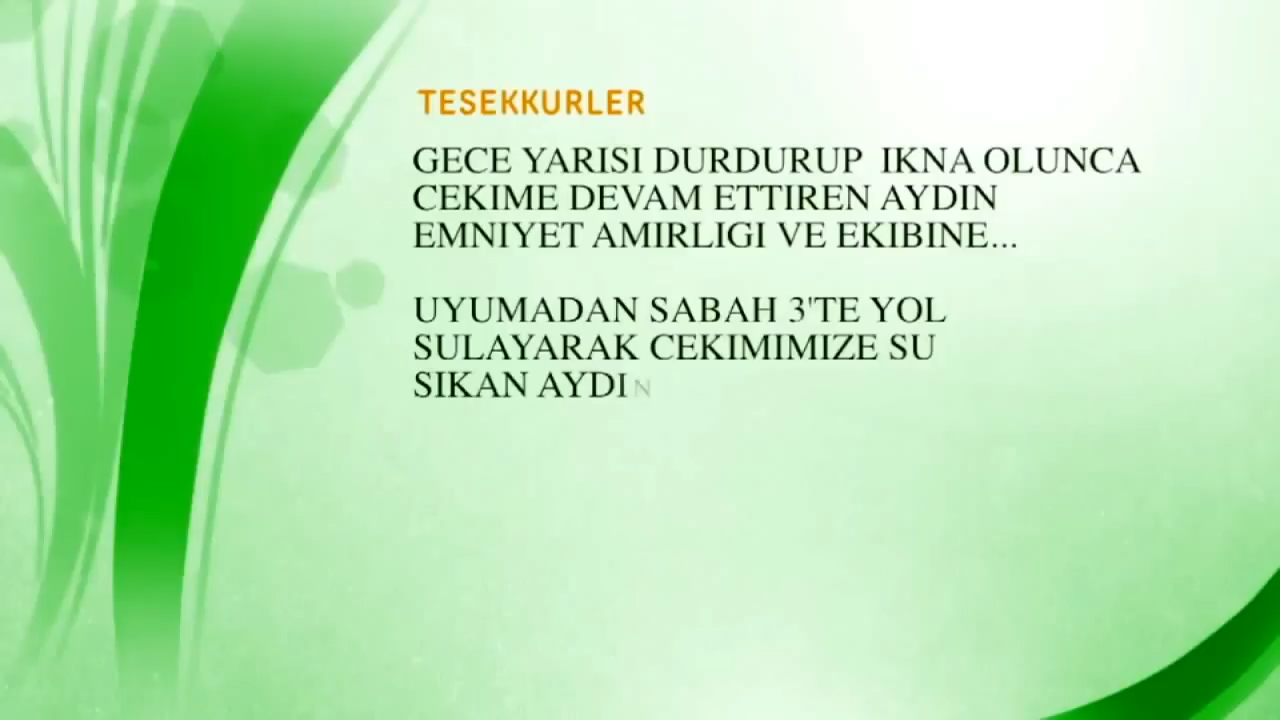 TESEKKURLER
GECE YARISI DURDURUP IKNA OLUNCA
CEKIME DEVAM ETTIREN AYDIN
EMNIYET AMIRLIGI VE EKIBINE...
UYUMADAN SABAH 3'TE YOL
SULAYARAK CEKIMIMIZE SU
SIKAN AYDIN